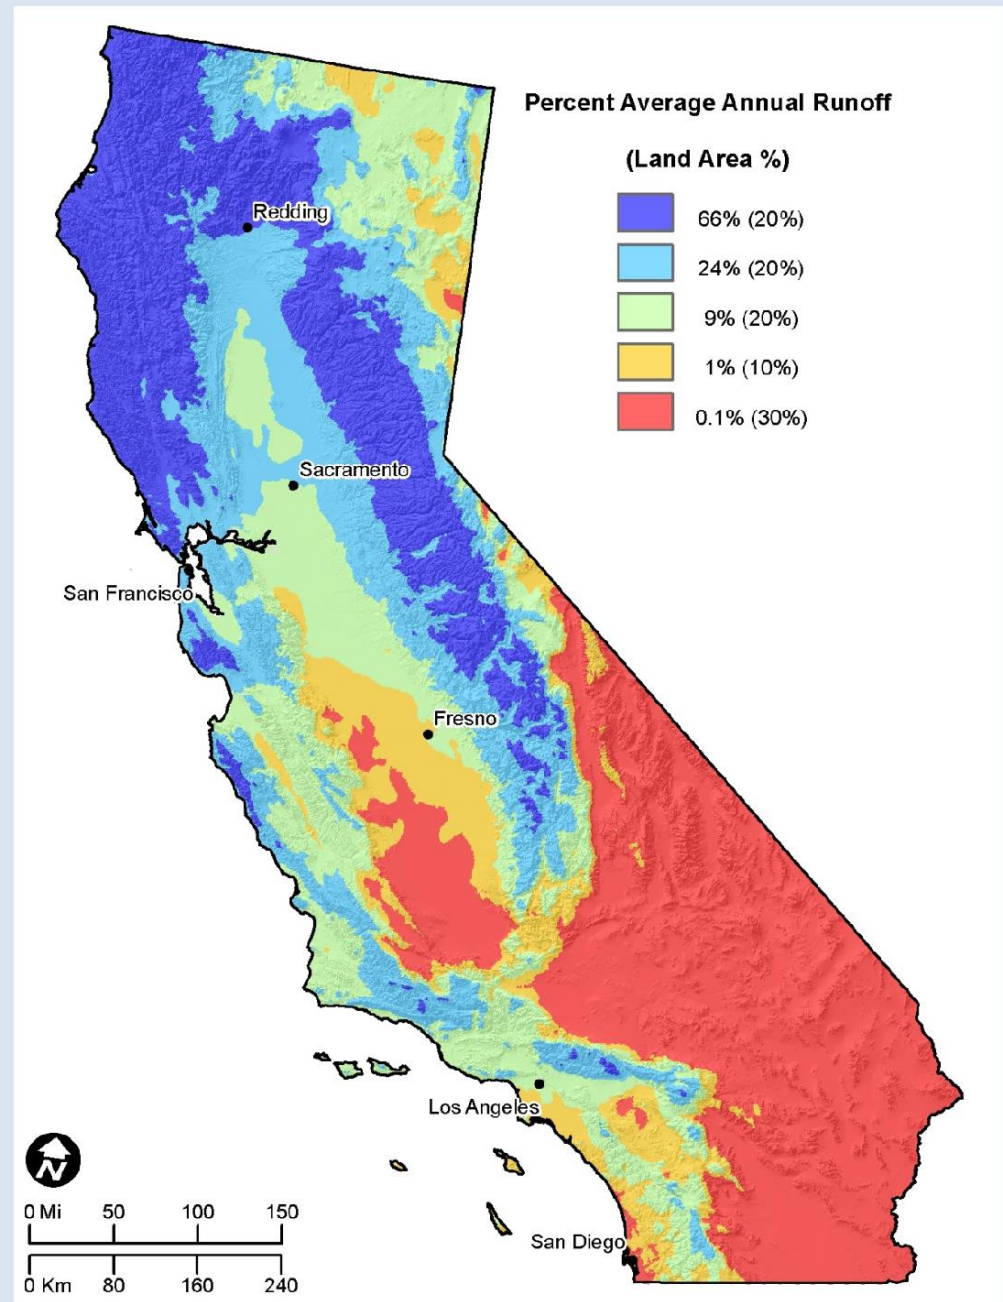 Percent Average Annual Runoff
(Land Area %)
66% (20%)
24% (20%)
9% (20%)
1% (10%)
0.1% (30%)
Redding
Sacramento
San Francisco
Fresno
Los Angeles
San Diego
N
0 Mi 50 100 150
0 Km 80 160 240